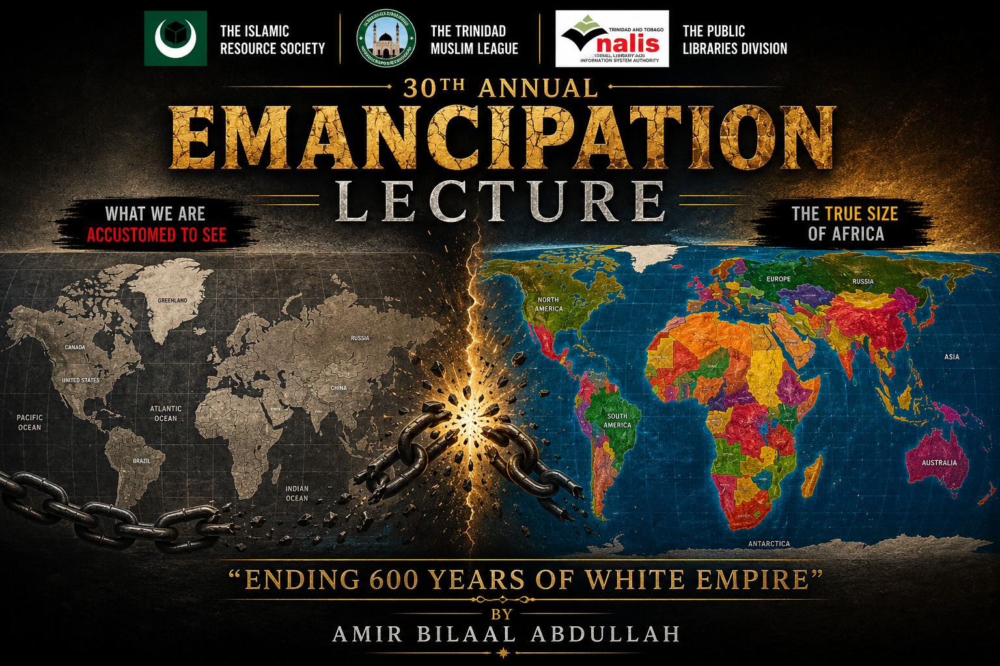 THE ISLAMIC
RESOURCE SOCIETY
THE TRINIDAD
MUSLIM LEAGUE
TRINIDAD AND TOBAGO
nalis
INFORMATION SYSTEM AUTHORITY
THE PUBLIC
LIBRARIES DIVISION
30TH ANNUAL
EMANCIPATION
LECTURE
WHAT WE ARE
ACCUSTOMED TO SEE
THE TRUE SIZE
OF AFRICA
GREENLAND
CANADA
UNITED STATES
RUSSIA
CHINA
PACIFIC
OCEAN
ATLANTIC
OCEAN
BRAZIL
INDIAN
OCEAN
NORTH
AMERICA
EUROPE
RUSSIA
ASIA
SOUTH
AMERICA
AUSTRALIA
ANTARCTICA
“ENDING 600 YEARS OF WHITE EMPIRE”
BY
AMIR BILAAL ABDULLAH